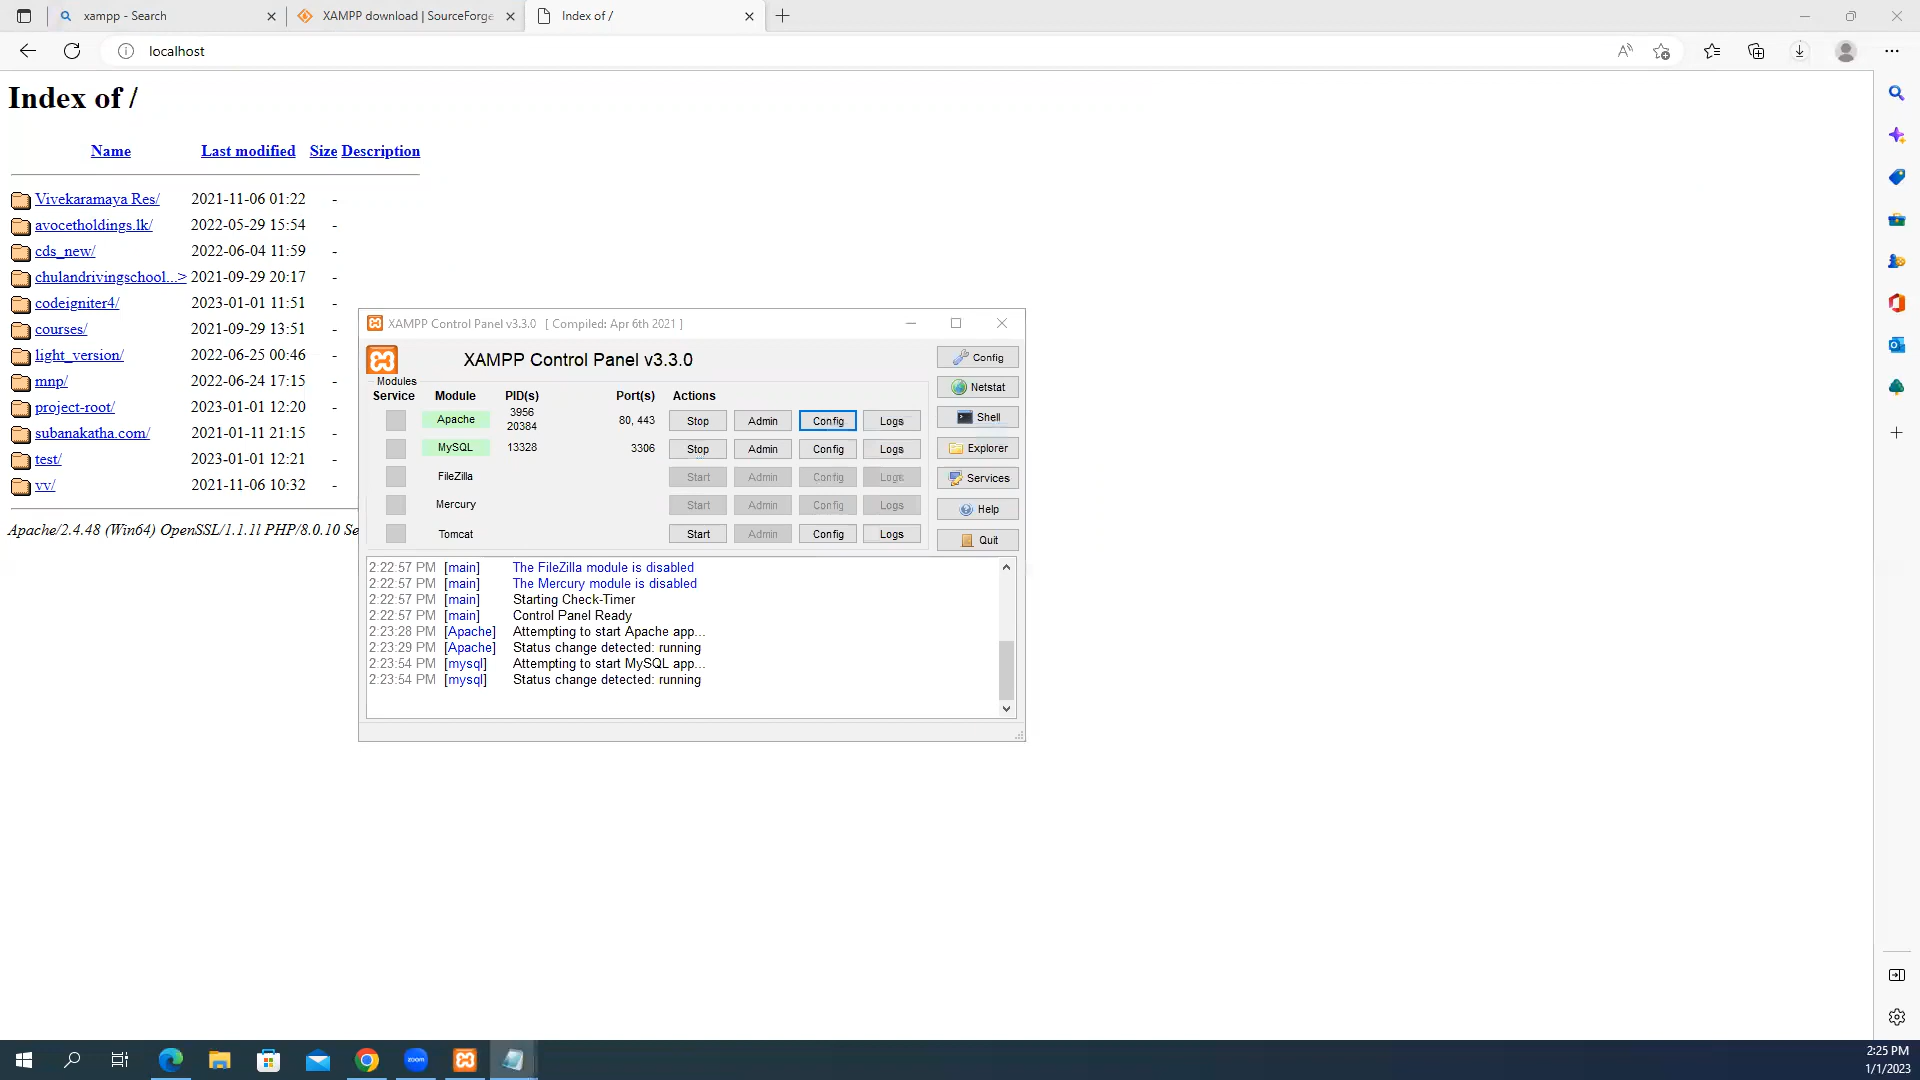 xampp - Search
XAMPP download | SourceForge
Index of /
localhost
Index of /
Name Last modified Size Description
Vivekaramaya Res/ 2021-11-06 01:22 -
avocetholdings.lk/ 2022-05-29 15:54 -
cds_new/ 2022-06-04 11:59 -
chulandrivingschool...> 2021-09-29 20:17 -
codeigniter4/ 2023-01-01 11:51 -
courses/ 2021-09-29 13:51 -
light_version/ 2022-06-25 00:46 -
mnp/ 2022-06-24 17:15 -
project-root/ 2023-01-01 12:20 -
subanakatha.com/ 2021-01-11 21:15 -
test/ 2023-01-01 12:21 -
vv/ 2021-11-06 10:32 -
Apache/2.4.48 (Win64) OpenSSL/1.1.1l PHP/8.0.10 Se
XAMPP Control Panel v3.3.0 [ Compiled: Apr 6th 2021 ]
XAMPP Control Panel v3.3.0
Modules
Service Module PID(s) Port(s) Actions
Apache 3956 20384 80, 443 Stop Admin Config Logs
MySQL 13328 3306 Stop Admin Config Logs
FileZilla Start Admin Config Logs
Mercury Start Admin Config Logs
Tomcat Start Admin Config Logs
Config
Netstat
Shell
Explorer
Services
Help
Quit
2:22:57 PM [main] The FileZilla module is disabled
2:22:57 PM [main] The Mercury module is disabled
2:22:57 PM [main] Starting Check-Timer
2:22:57 PM [main] Control Panel Ready
2:23:28 PM [Apache] Attempting to start Apache app...
2:23:29 PM [Apache] Status change detected: running
2:23:54 PM [mysql] Attempting to start MySQL app...
2:23:54 PM [mysql] Status change detected: running
zoom
2:25 PM
1/1/2023